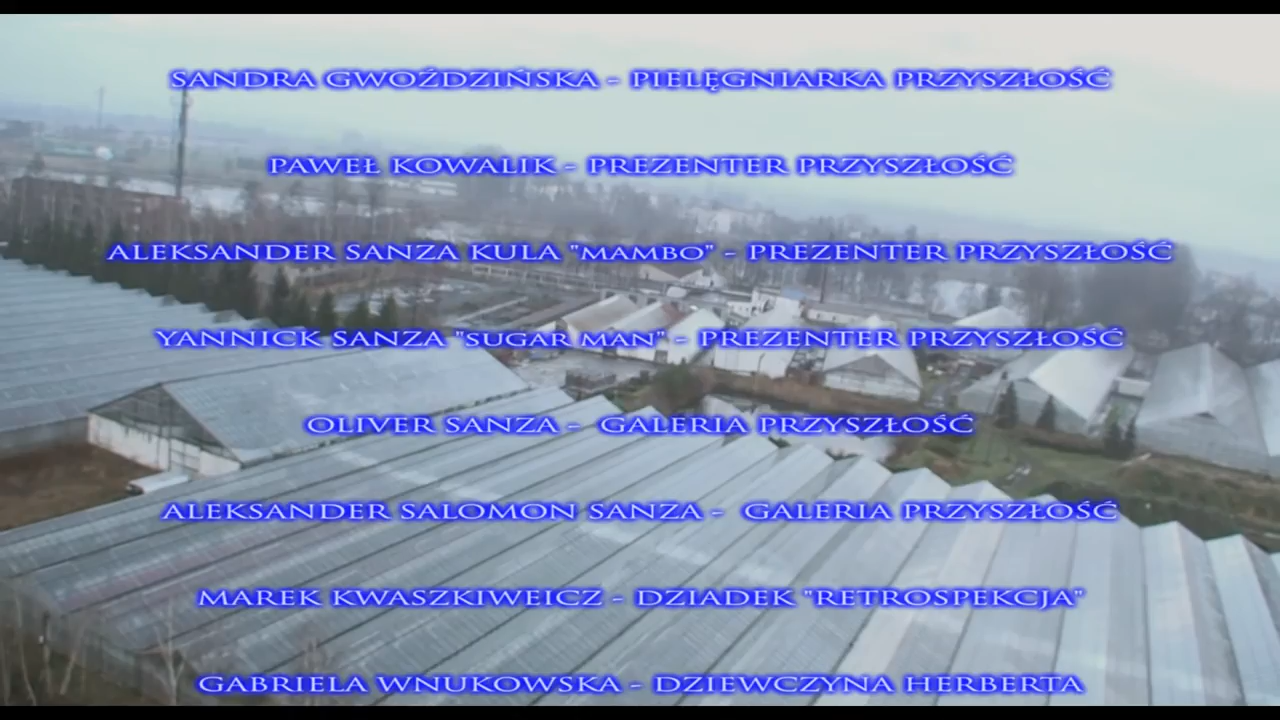 SANDRA GWOŹDZIŃSKA - PIELĘGNIARKA PRZYSZŁOŚĆ
PAWEŁ KOWALIK - PREZENTER PRZYSZŁOŚĆ
ALEKSANDER SANZA KULA "MAMBO" - PREZENTER PRZYSZŁOŚĆ
YANNICK SANZA "SUGAR MAN" - PREZENTER PRZYSZŁOŚĆ
OLIVER SANZA - GALERIA PRZYSZŁOŚĆ
ALEKSANDER SALOMON SANZA - GALERIA PRZYSZŁOŚĆ
MAREK KWASZKIWEICZ - DZIADEK "RETROSPEKCJA"
GABRIELA WNUKOWSKA - DZIEWCZYNA HERBERTA